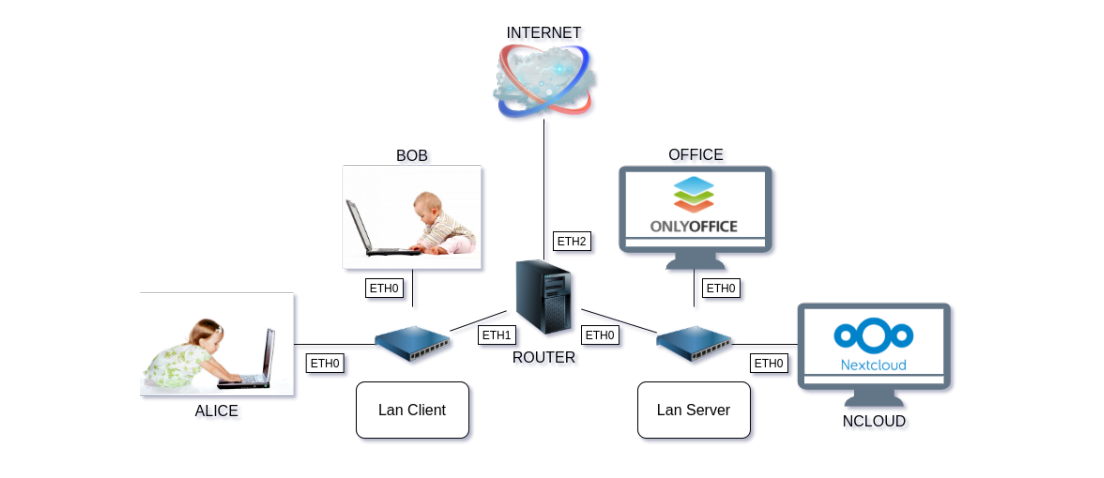 INTERNET
BOB
OFFICE
ONLYOFFICE
ETH2
ETH0
ETH0
ETH1
ETH0
ROUTER
ETH0
ETH0
Nextcloud
ALICE
Lan Client
Lan Server
NCLOUD